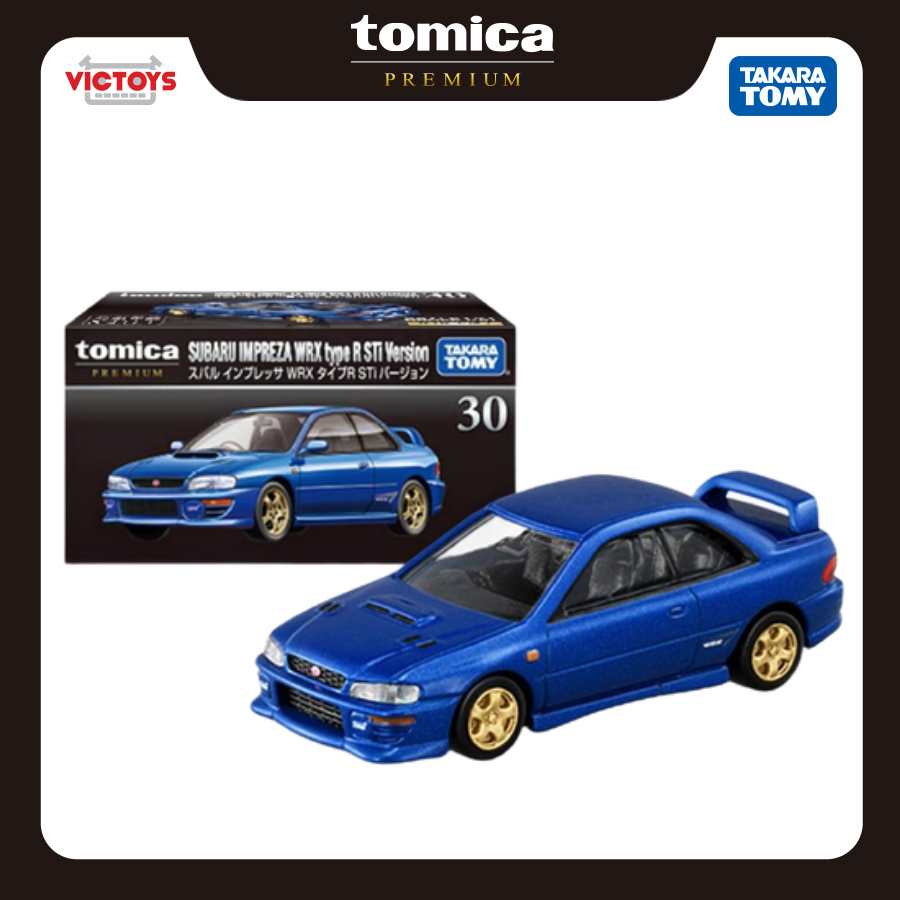 tomica
PREMIUM
VICTOYS
TAKARA
TOMY
tomica
PREMIUM
SUBARU IMPREZA WRX type R STi Version
スバル インプレッサ WRX タイプR STi バージョン
TAKARA
TOMY
30